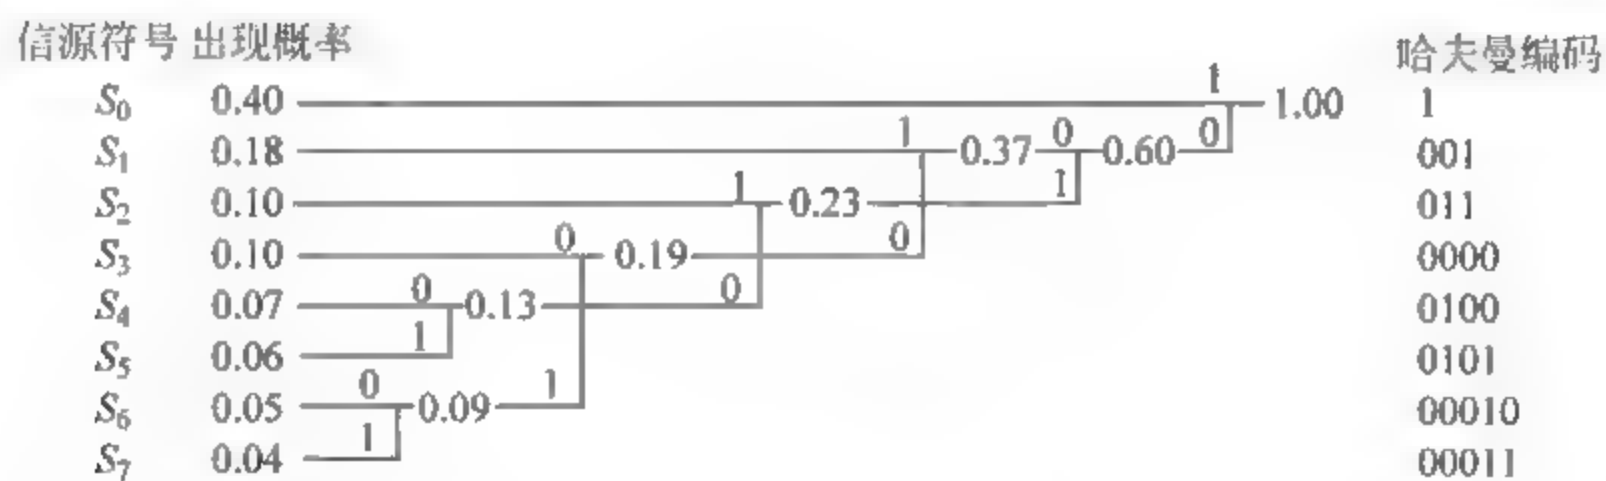 信源符号 出现概率 哈夫曼编码
S₀ 0.40 1 1.00 1
S₁ 0.18 1 0.37 0 0.60 0 001
S₂ 0.10 1 0.23 1 011
S₃ 0.10 0 0.19 0 0000
S₄ 0.07 0 0.13 0 0100
S₅ 0.06 1 0101
S₆ 0.05 0 0.09 1 00010
S₇ 0.04 1 00011